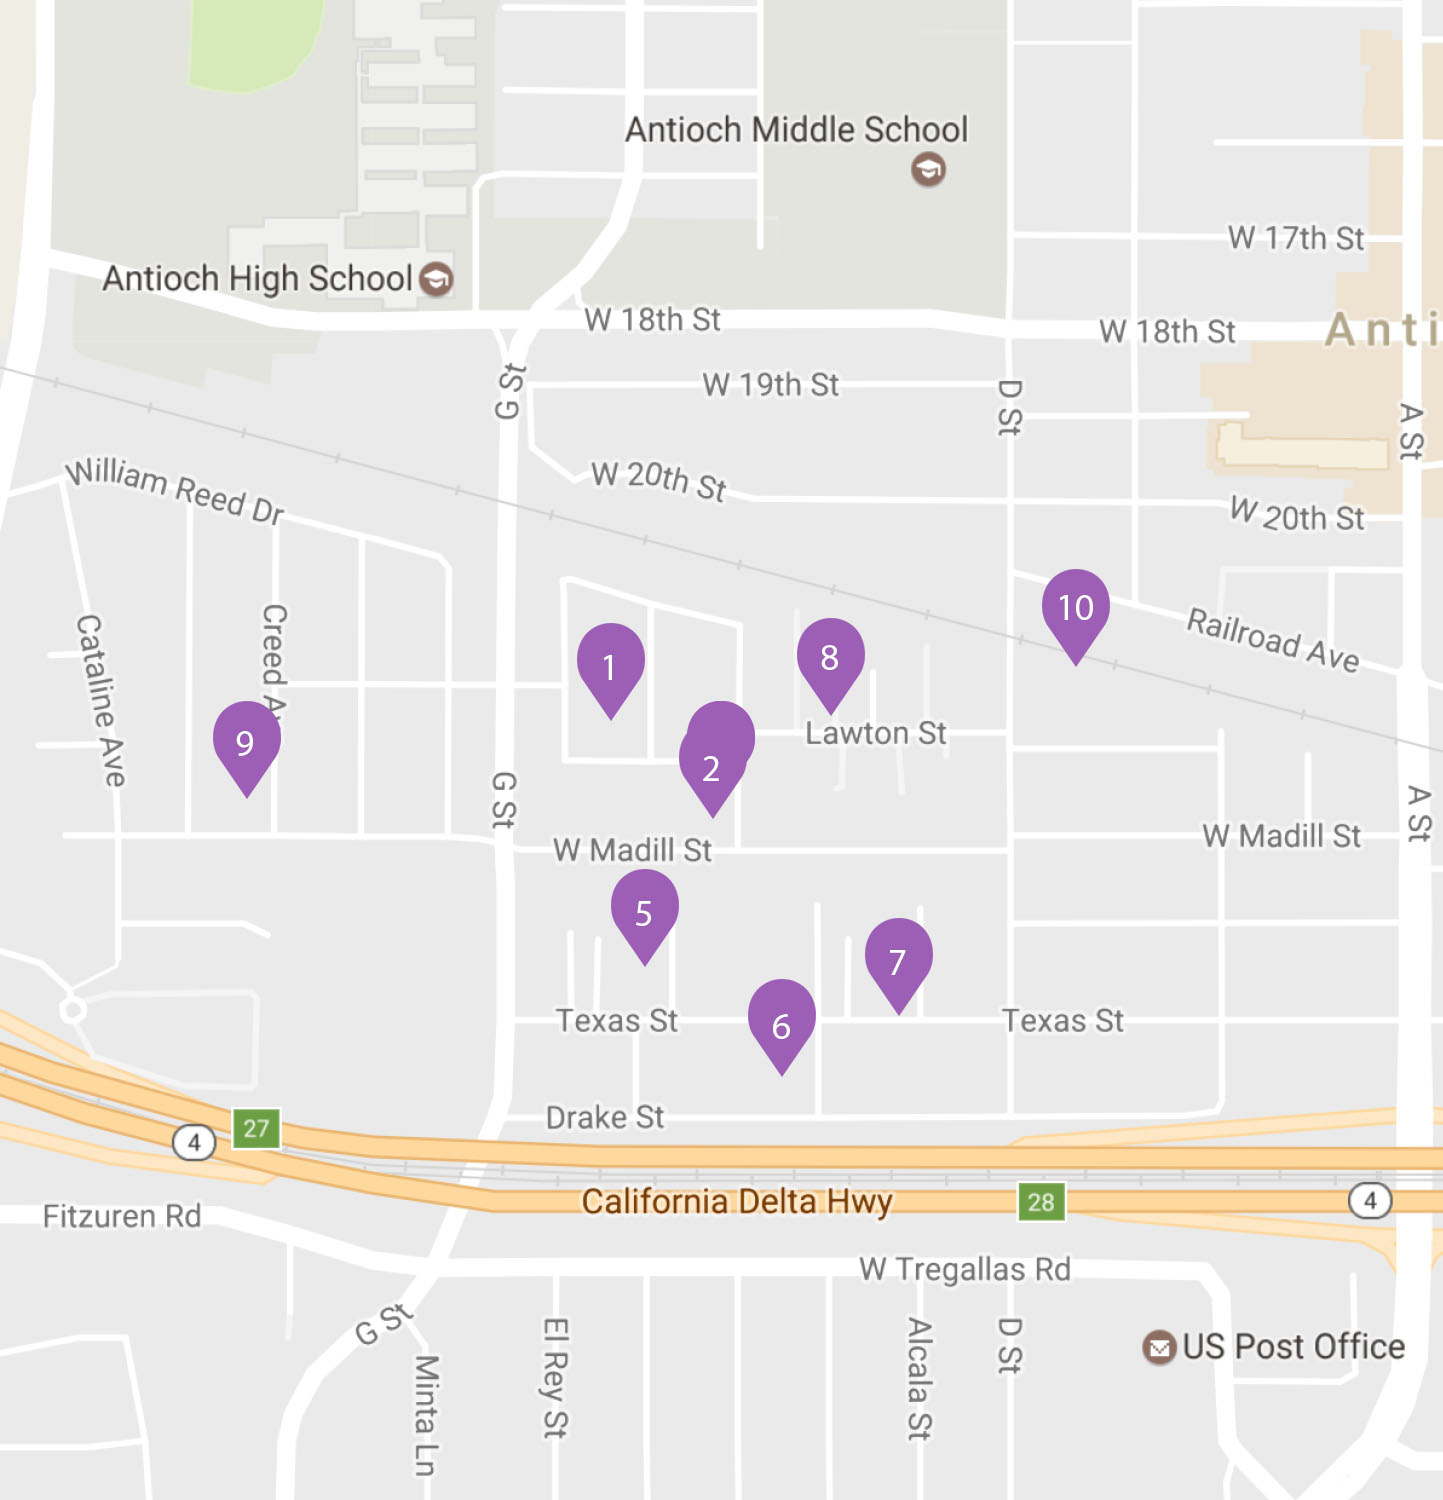 Antioch Middle School
W 17th St
Antioch High School
W 18th St
W 18th St
Anti
G St
W 19th St
D St
A St
William Reed Dr
W 20th St
W 20th St
10
Railroad Ave
Cataline Ave
Creed Av
1
8
9
2
Lawton St
G St
A St
W Madill St
W Madill St
5
7
6
Texas St
Texas St
Drake St
27
4
California Delta Hwy
28
4
Fitzuren Rd
W Tregallas Rd
G St
Minta Ln
El Rey St
Alcala St
D St
US Post Office